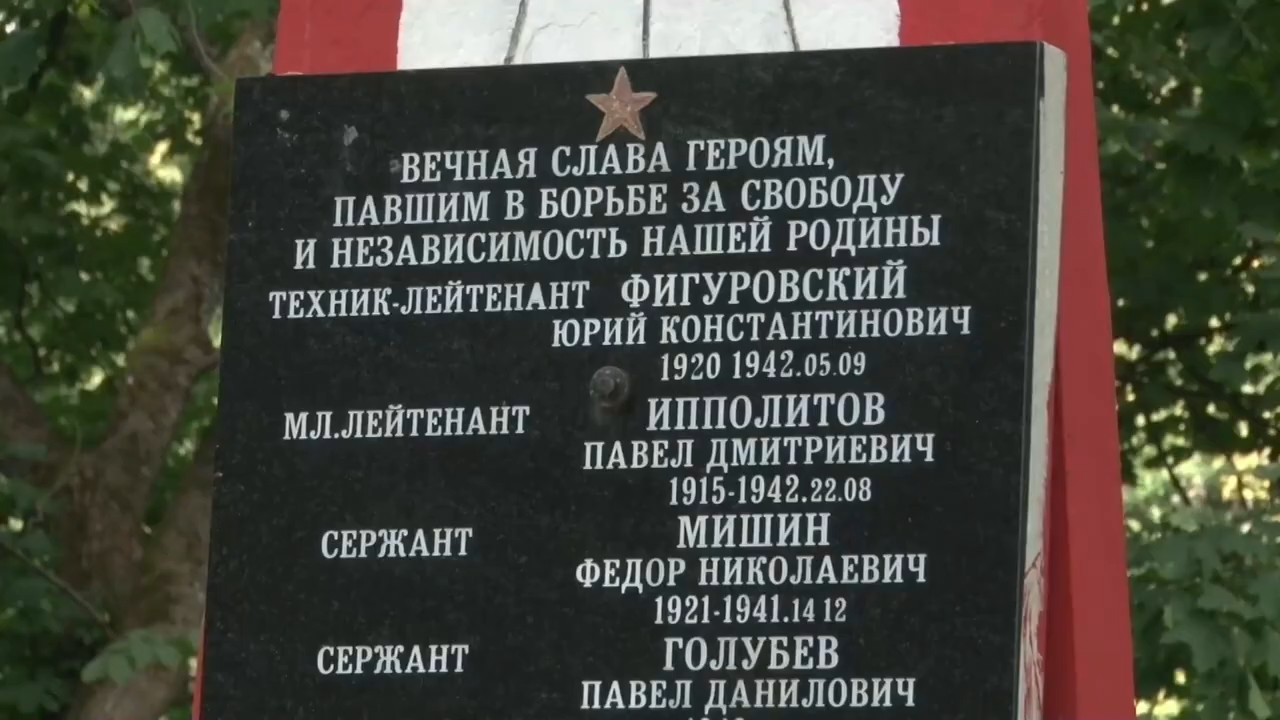 ВЕЧНАЯ СЛАВА ГЕРОЯМ,
ПАВШИМ В БОРЬБЕ ЗА СВОБОДУ
И НЕЗАВИСИМОСТЬ НАШЕЙ РОДИНЫ
ТЕХНИК-ЛЕЙТЕНАНТ ФИГУРОВСКИЙ
ЮРИЙ КОНСТАНТИНОВИЧ
1920 1942.05.09
МЛ.ЛЕЙТЕНАНТ ИППОЛИТОВ
ПАВЕЛ ДМИТРИЕВИЧ
1915-1942.22.08
СЕРЖАНТ МИШИН
ФЕДОР НИКОЛАЕВИЧ
1921-1941.14 12
СЕРЖАНТ ГОЛУБЕВ
ПАВЕЛ ДАНИЛОВИЧ